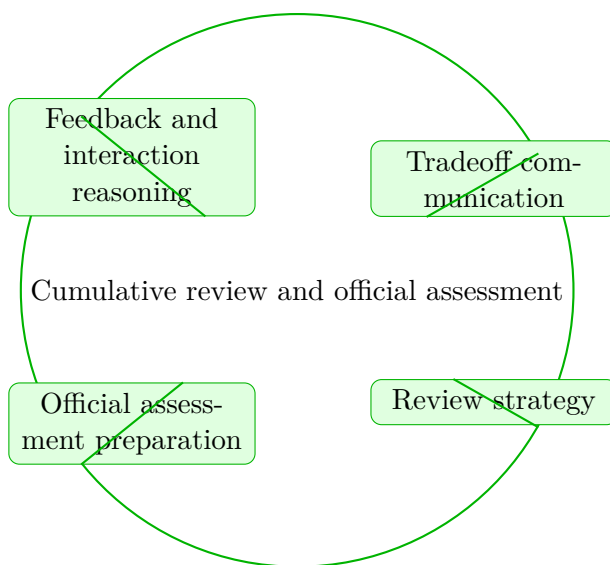 Feedback and
interaction
reasoning
Tradeoff com-
munication
Cumulative review and official assessment
Official assess-
ment preparation
Review strategy